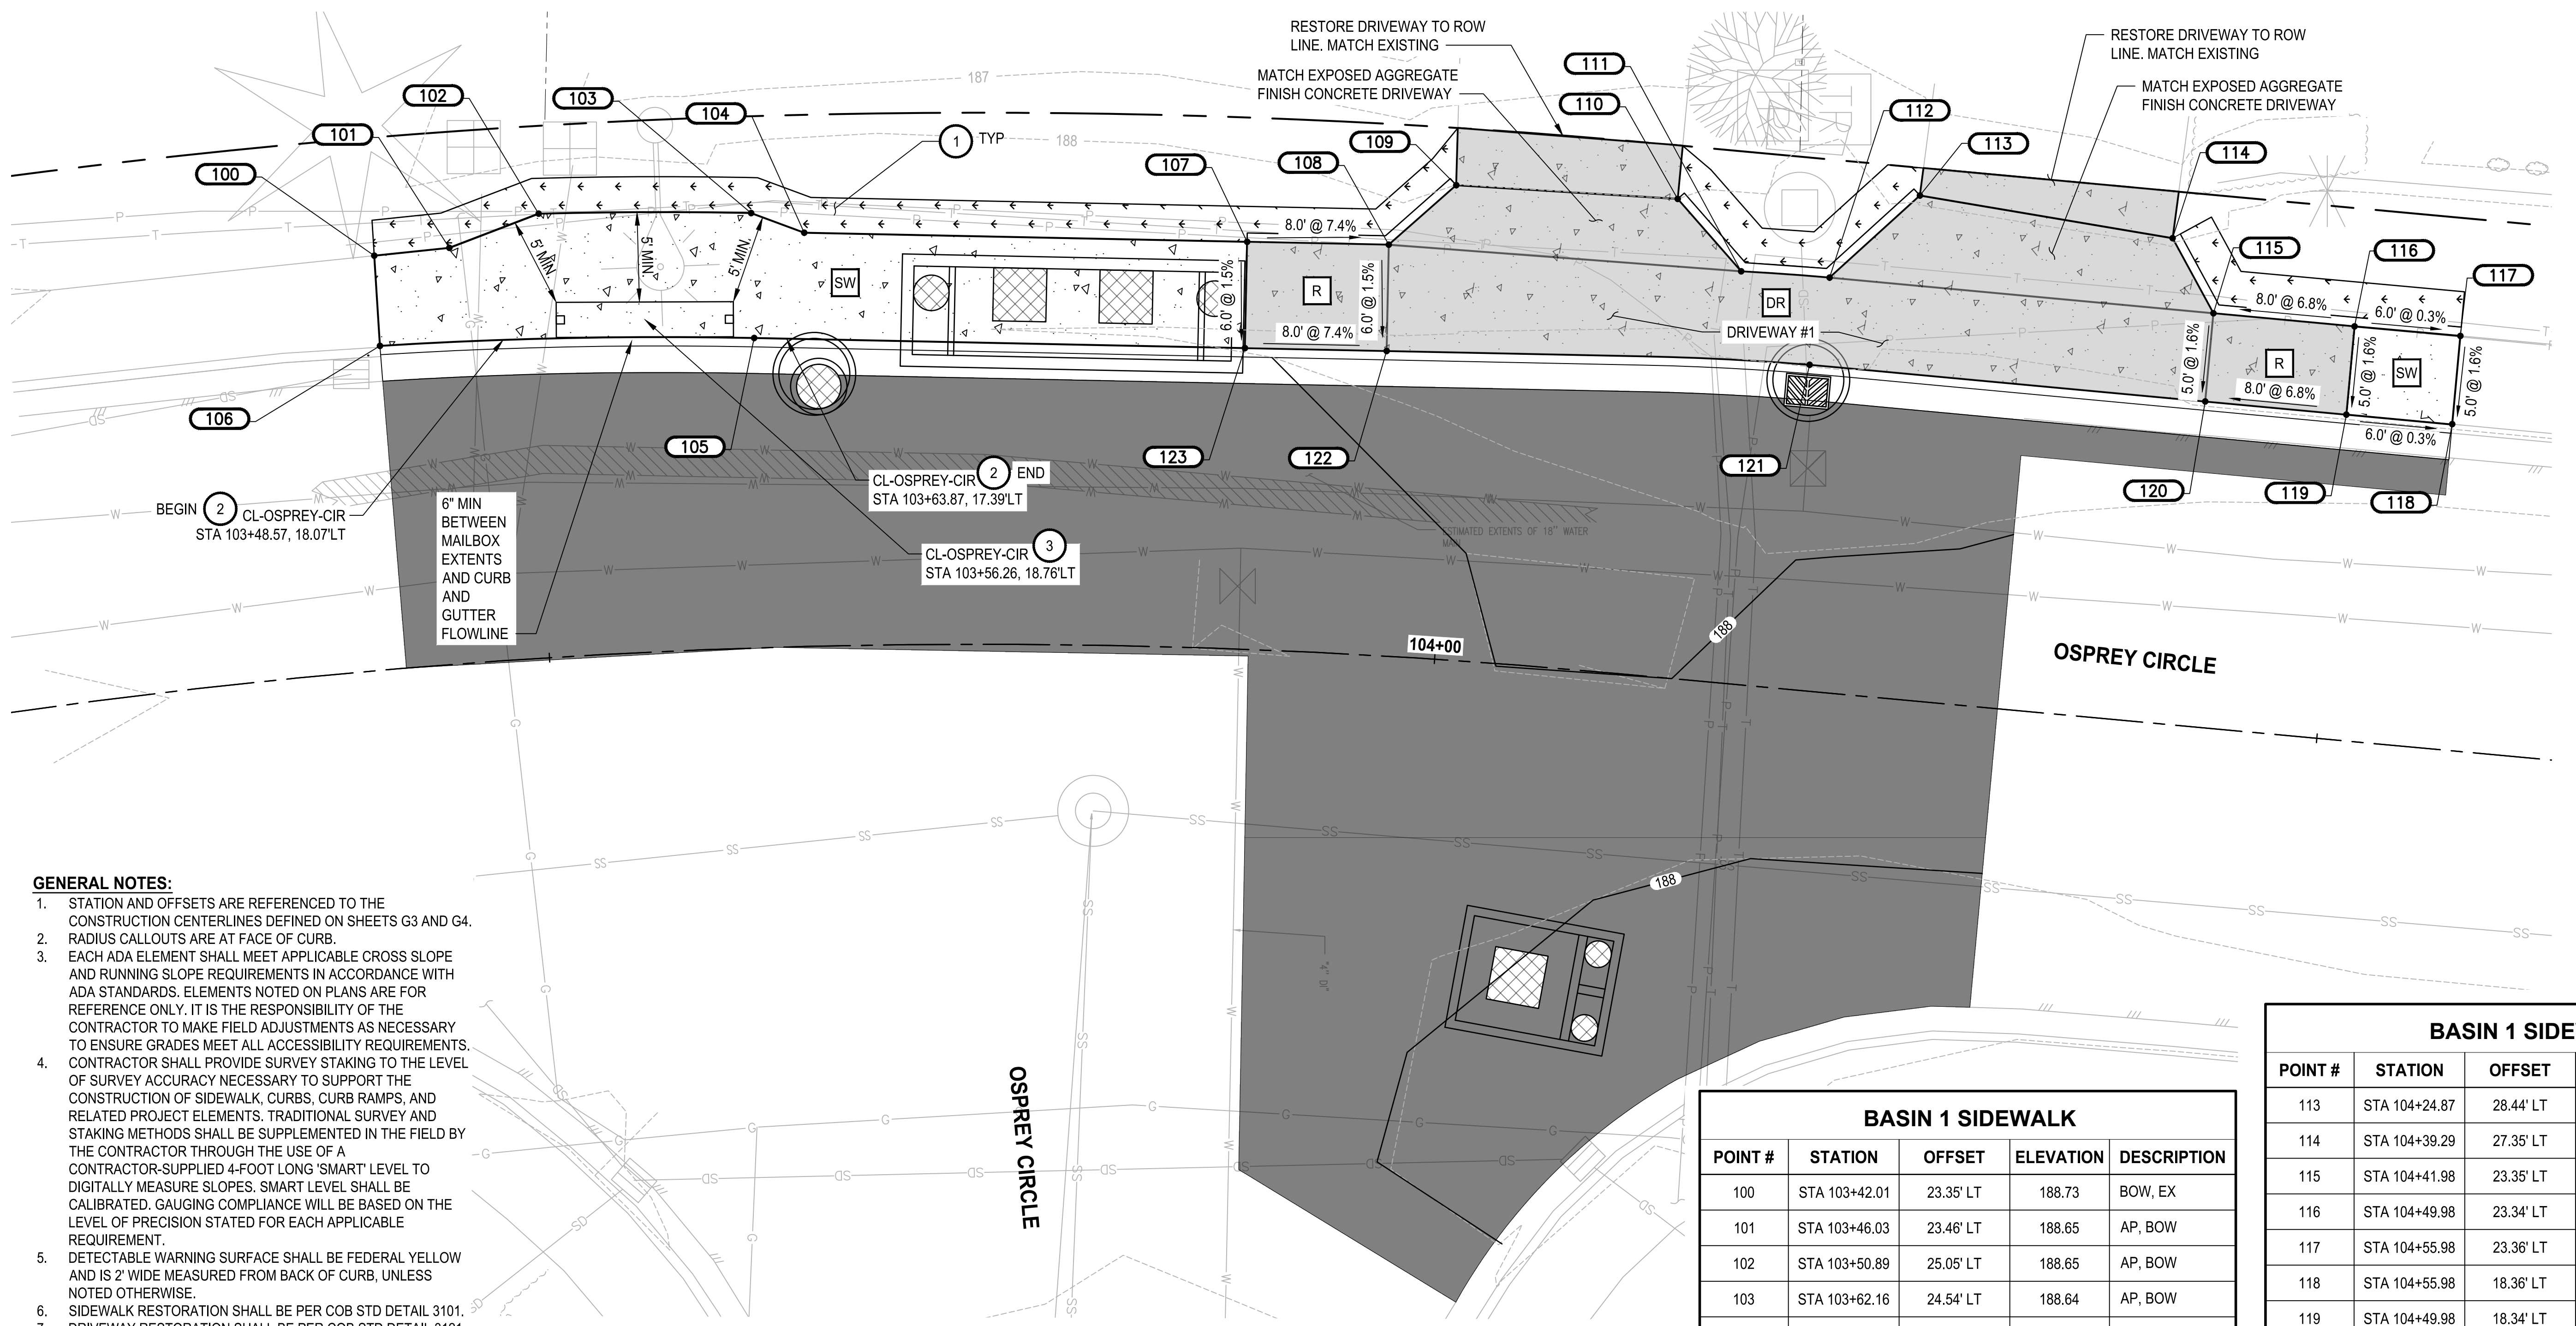 RESTORE DRIVEWAY TO ROW
LINE. MATCH EXISTING
MATCH EXPOSED AGGREGATE
FINISH CONCRETE DRIVEWAY
RESTORE DRIVEWAY TO ROW
LINE. MATCH EXISTING
MATCH EXPOSED AGGREGATE
FINISH CONCRETE DRIVEWAY
187
188
1 TYP
100
101
102
103
104
107
108
109
110
111
112
113
114
115
116
117
5' MIN.
5' MIN.
5' MIN.
SW
8.0' @ 7.4%
6.0' @ 1.5%
R
6.0' @ 1.5%
8.0' @ 7.4%
DR
DRIVEWAY #1
8.0' @ 6.8%
6.0' @ 0.3%
5.0' @ 1.6%
R
8.0' @ 6.8%
5.0' @ 1.6%
SW
5.0' @ 1.6%
6.0' @ 0.3%
106
105
123
122
121
120
119
118
BEGIN 2 CL-OSPREY-CIR
STA 103+48.57, 18.07'LT
6" MIN
BETWEEN
MAILBOX
EXTENTS
AND CURB
AND
GUTTER
FLOWLINE
CL-OSPREY-CIR 2 END
STA 103+63.87, 17.39'LT
CL-OSPREY-CIR 3
STA 103+56.26, 18.76'LT
ESTIMATED EXTENTS OF 18" WATER
MAIN
104+00
188
OSPREY CIRCLE
188
OSPREY CIRCLE
GENERAL NOTES:
1. STATION AND OFFSETS ARE REFERENCED TO THE
CONSTRUCTION CENTERLINES DEFINED ON SHEETS G3 AND G4.
2. RADIUS CALLOUTS ARE AT FACE OF CURB.
3. EACH ADA ELEMENT SHALL MEET APPLICABLE CROSS SLOPE
AND RUNNING SLOPE REQUIREMENTS IN ACCORDANCE WITH
ADA STANDARDS. ELEMENTS NOTED ON PLANS ARE FOR
REFERENCE ONLY. IT IS THE RESPONSIBILITY OF THE
CONTRACTOR TO MAKE FIELD ADJUSTMENTS AS NECESSARY
TO ENSURE GRADES MEET ALL ACCESSIBILITY REQUIREMENTS.
4. CONTRACTOR SHALL PROVIDE SURVEY STAKING TO THE LEVEL
OF SURVEY ACCURACY NECESSARY TO SUPPORT THE
CONSTRUCTION OF SIDEWALK, CURBS, CURB RAMPS, AND
RELATED PROJECT ELEMENTS. TRADITIONAL SURVEY AND
STAKING METHODS SHALL BE SUPPLEMENTED IN THE FIELD BY
THE CONTRACTOR THROUGH THE USE OF A
CONTRACTOR-SUPPLIED 4-FOOT LONG 'SMART' LEVEL TO
DIGITALLY MEASURE SLOPES. SMART LEVEL SHALL BE
CALIBRATED. GAUGING COMPLIANCE WILL BE BASED ON THE
LEVEL OF PRECISION STATED FOR EACH APPLICABLE
REQUIREMENT.
5. DETECTABLE WARNING SURFACE SHALL BE FEDERAL YELLOW
AND IS 2' WIDE MEASURED FROM BACK OF CURB, UNLESS
NOTED OTHERWISE.
6. SIDEWALK RESTORATION SHALL BE PER COB STD DETAIL 3101.
BASIN 1 SIDEWALK
POINT # STATION OFFSET ELEVATION DESCRIPTION
100 STA 103+42.01 23.35' LT 188.73 BOW, EX
101 STA 103+46.03 23.46' LT 188.65 AP, BOW
102 STA 103+50.89 25.05' LT 188.65 AP, BOW
103 STA 103+62.16 24.54' LT 188.64 AP, BOW
BASIN 1 SIDE
POINT # STATION OFFSET
113 STA 104+24.87 28.44' LT
114 STA 104+39.29 27.35' LT
115 STA 104+41.98 23.35' LT
116 STA 104+49.98 23.34' LT
117 STA 104+55.98 23.36' LT
118 STA 104+55.98 18.36' LT
119 STA 104+49.98 18.34' LT